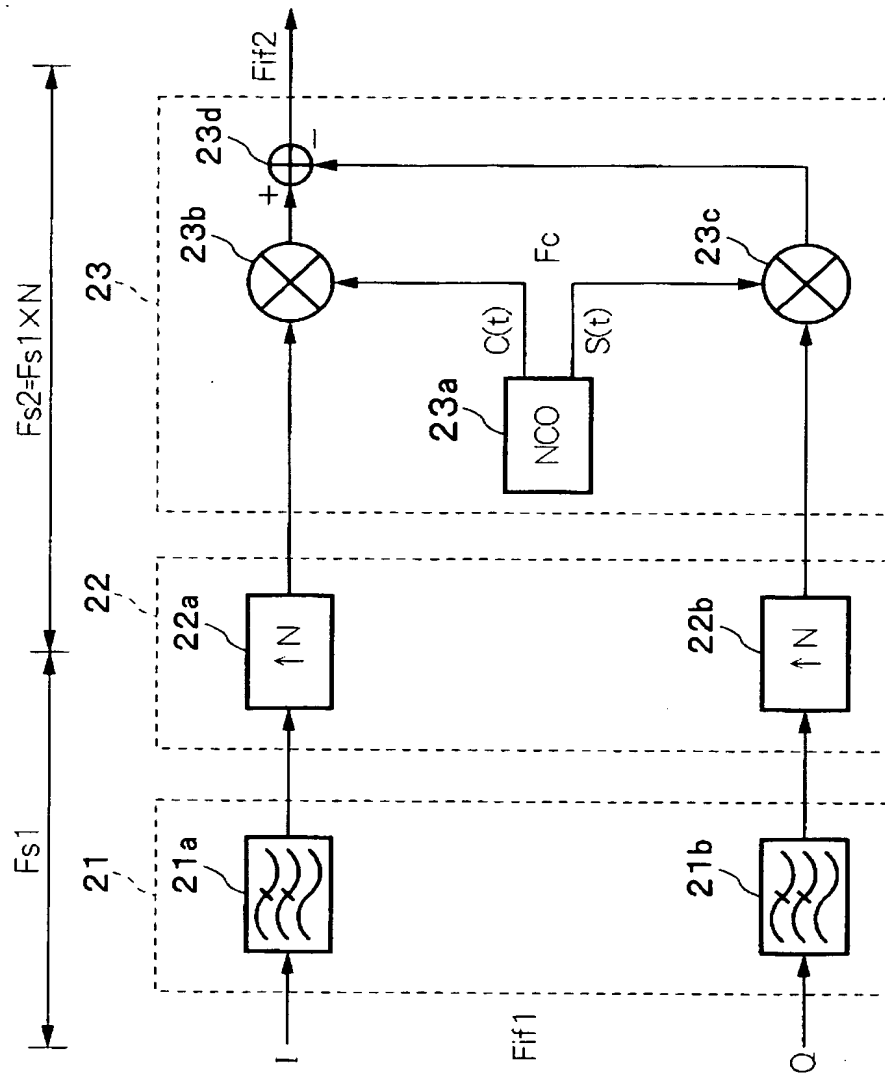 Fs1
Fs2=Fs1×N
21
22
23
21a
22a
23b
23d
+
−
Fif2
I
↑N
Fif1
C(t)
NCO
23a
S(t)
Fc
21b
22b
23c
Q
↑N